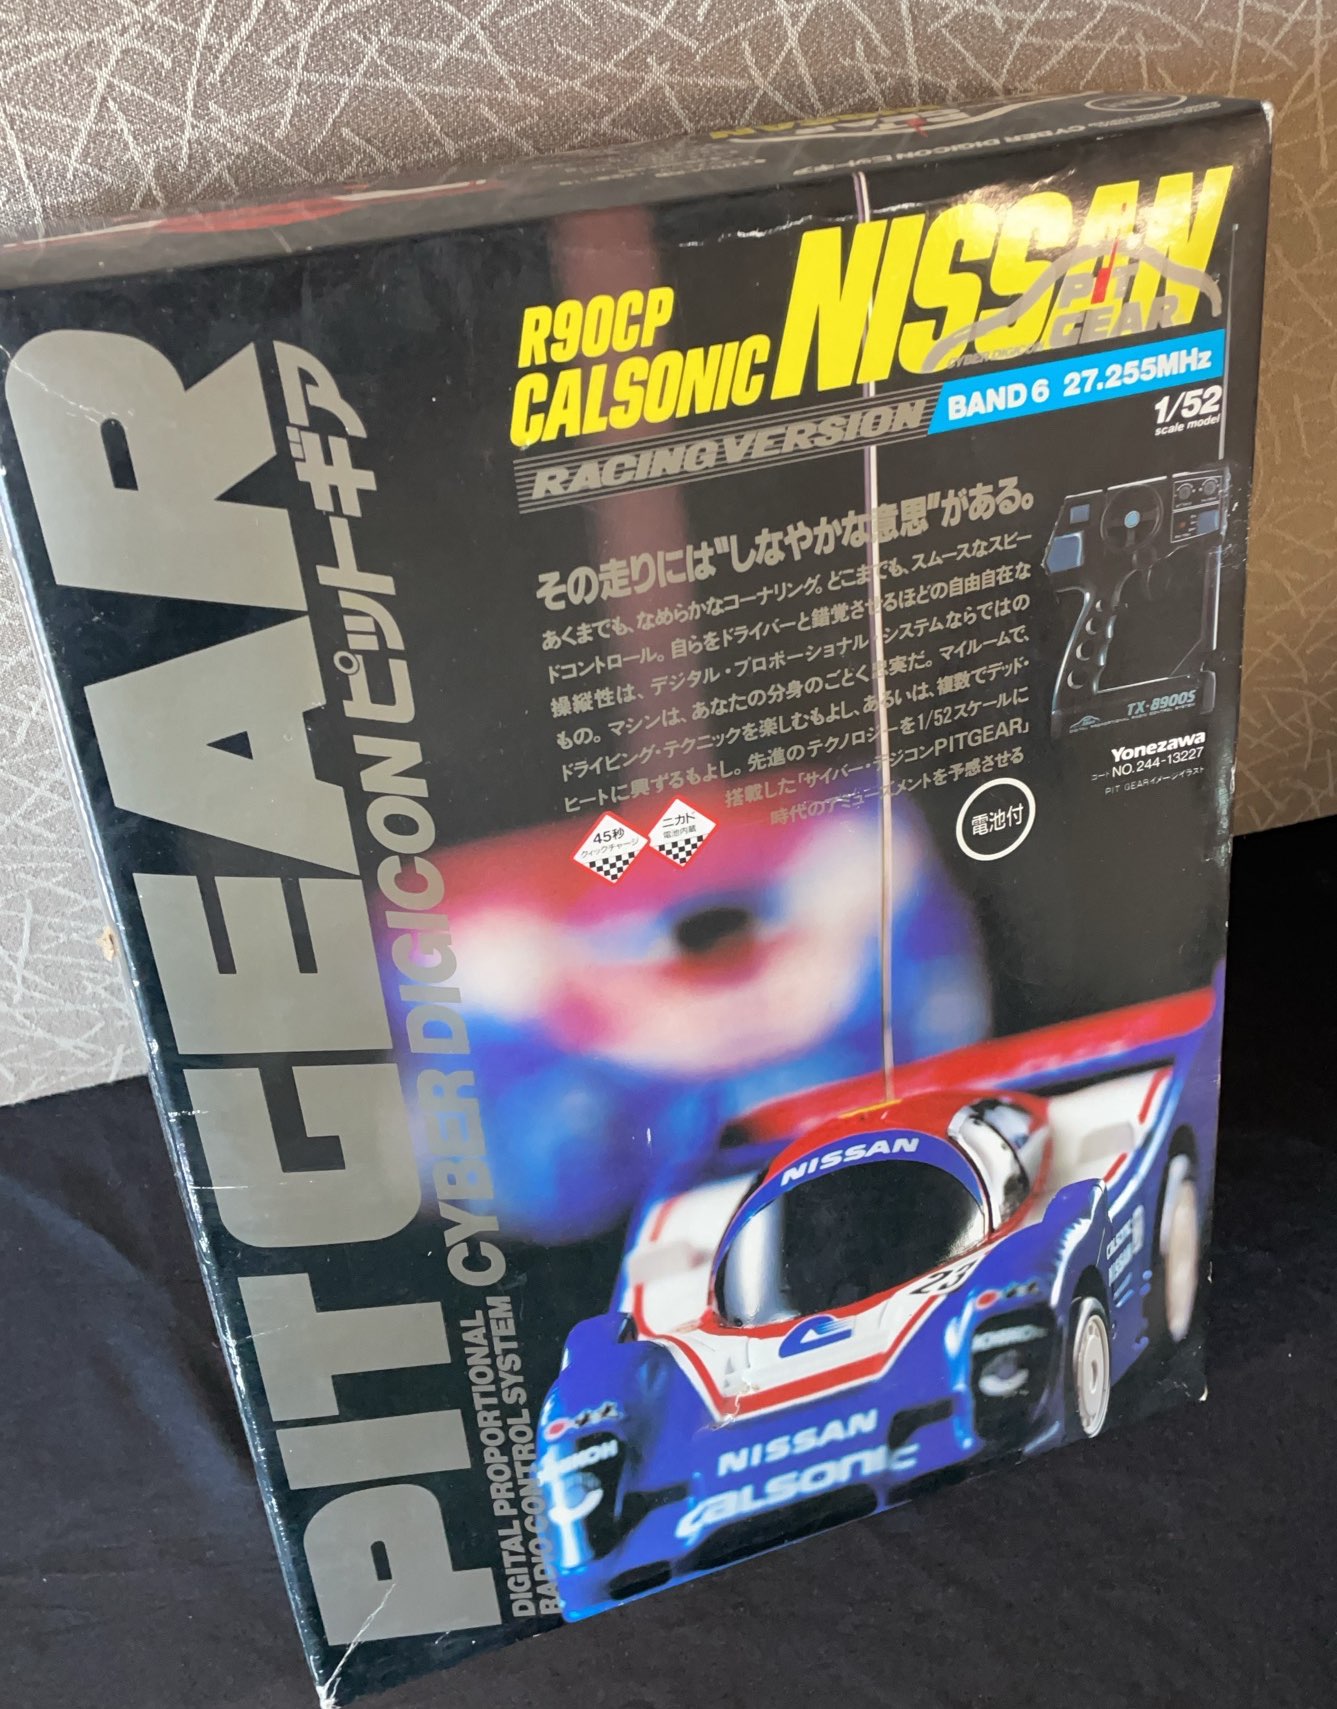 CYBER DIGICON ピットギア
R90CP
CALSONIC NISSAN
PIT
GEAR
CYBER DIGICON
RACING VERSION
BAND 6 27.255MHz
1/52
scale model
その走りには"しなやかな意思"がある。
あくまでも、なめらかなコーナリング。どこまでも、スムースなスピー
ドコントロール。自らをドライバーと錯覚させるほどの自由自在な
操縦性は、デジタル・プロポーショナル・システムならではの
もの。マシンは、あなたの分身のごとく忠実だ。マイルームで、
ドライビング・テクニックを楽しむもよし、あるいは、複数でデッド・
ヒートに興ずるもよし。先進のテクノロジーを1/52スケールに
搭載した「サイバー・デジコンPITGEAR」
時代のアミューズメントを予感させる
TX-8900S
Yonezawa
コード NO.244-13227
PIT GEARイメージイラスト
45秒
クィックチャージ
ニカド
電池内蔵
電池付
PIT GEAR
CYBER DIGICON ピットギア
DIGITAL PROPORTIONAL
RADIO CONTROL SYSTEM
NISSAN
23
CALSONIC
NISSAN
NISSAN
CALSONIC